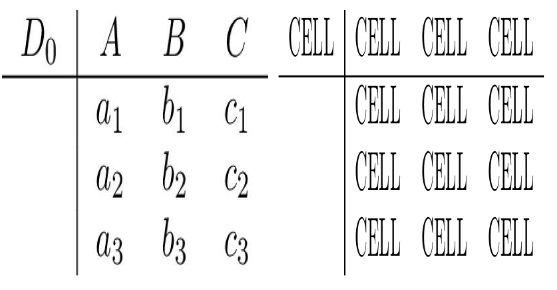 D₀ A B C CELL CELL CELL CELL
a₁ b₁ c₁ CELL CELL CELL
a₂ b₂ c₂ CELL CELL CELL
a₃ b₃ c₃ CELL CELL CELL